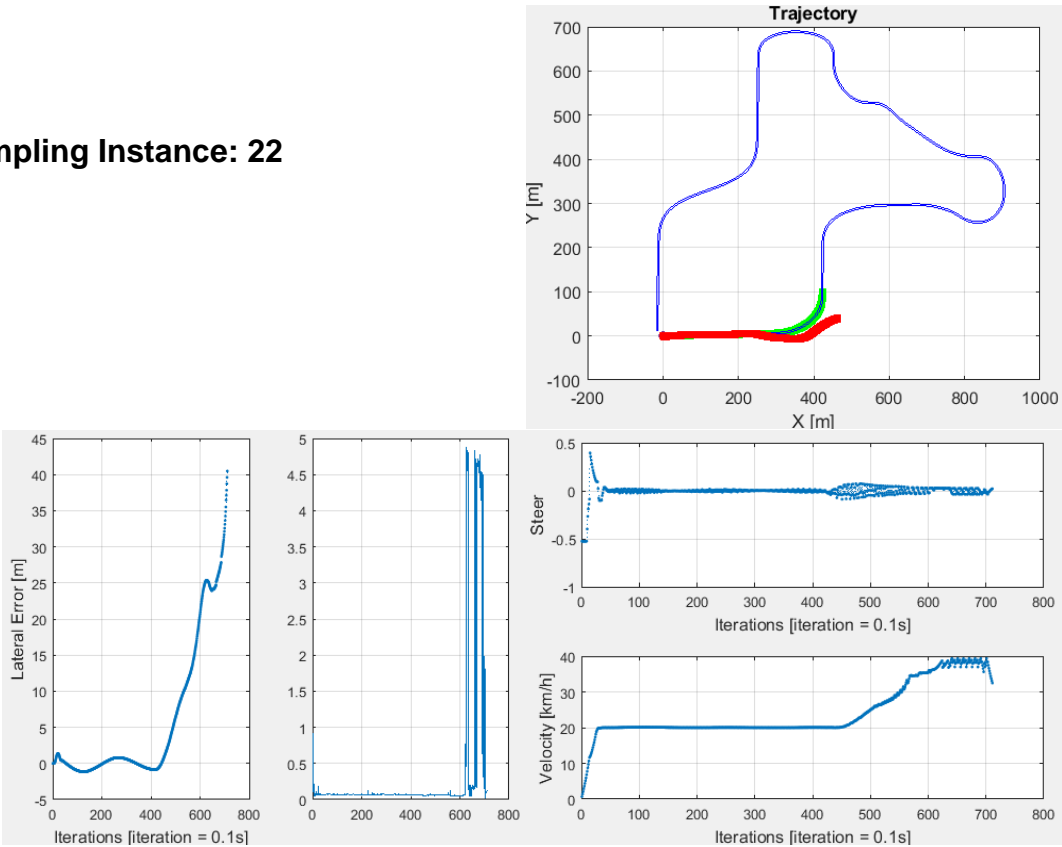 Trajectory
700
600
500
400
300
200
100
0
-100
Y [m]
-200 0 200 400 600 800 1000
X [m]
mpling Instance: 22
45
40
35
30
25
20
15
10
5
0
-5
Lateral Error [m]
0 200 400 600 800
Iterations [iteration = 0.1s]
5
4.5
4
3.5
3
2.5
2
1.5
1
0.5
0
0 200 400 600 800
0.5
0
-0.5
-1
Steer
0 100 200 300 400 500 600 700 800
Iterations [iteration = 0.1s]
40
30
20
10
0
Velocity [km/h]
0 100 200 300 400 500 600 700 800
Iterations [iteration = 0.1s]